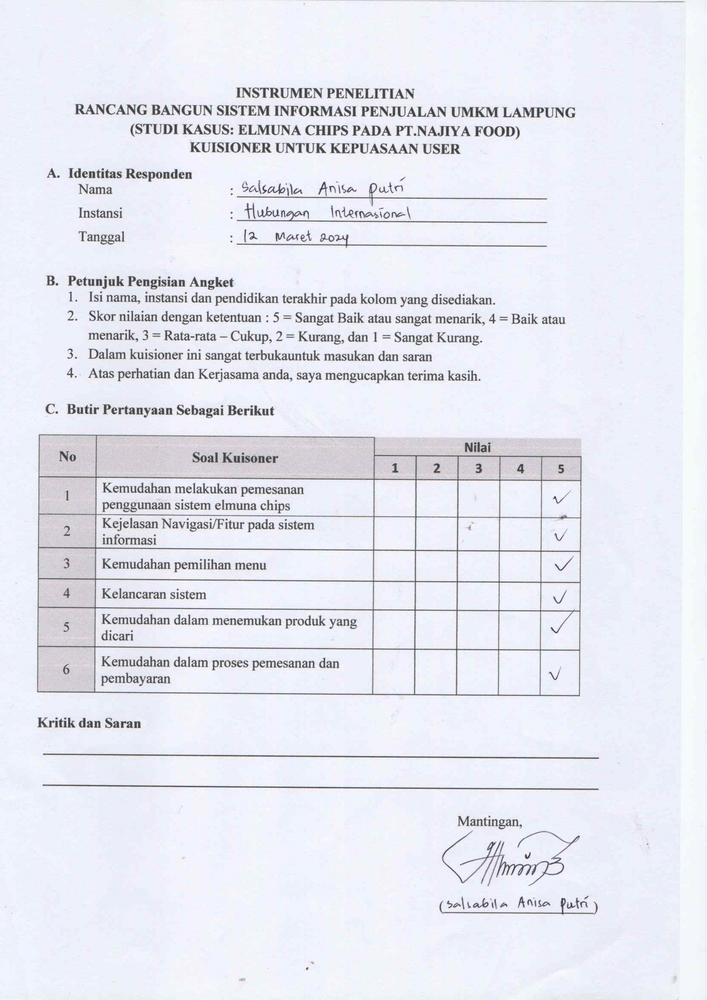 INSTRUMEN PENELITIAN
RANCANG BANGUN SISTEM INFORMASI PENJUALAN UMKM LAMPUNG
(STUDI KASUS: ELMUNA CHIPS PADA PT.NAJIYA FOOD)
KUISIONER UNTUK KEPUASAAN USER
A. Identitas Responden
Nama : Salsabila Anisa Putri
Instansi : Hubungan Internasional
Tanggal : 12 Maret 2024
B. Petunjuk Pengisian Angket
1. Isi nama, instansi dan pendidikan terakhir pada kolom yang disediakan.
2. Skor nilaian dengan ketentuan : 5 = Sangat Baik atau sangat menarik, 4 = Baik atau
menarik, 3 = Rata-rata – Cukup, 2 = Kurang, dan 1 = Sangat Kurang.
3. Dalam kuisioner ini sangat terbukauntuk masukan dan saran
4. Atas perhatian dan Kerjasama anda, saya mengucapkan terima kasih.
C. Butir Pertanyaan Sebagai Berikut
No Soal Kuisoner Nilai
1 2 3 4 5
1 Kemudahan melakukan pemesanan
penggunaan sistem elmuna chips ✓
2 Kejelasan Navigasi/Fitur pada sistem
informasi ✓
3 Kemudahan pemilihan menu ✓
4 Kelancaran sistem ✓
5 Kemudahan dalam menemukan produk yang
dicari ✓
6 Kemudahan dalam proses pemesanan dan
pembayaran ✓
Kritik dan Saran
Mantingan,
(Salsabila Anisa Putri)